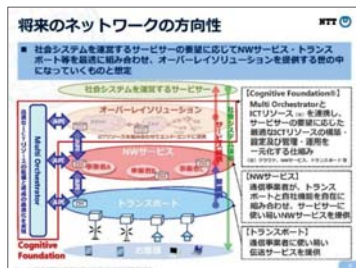 将来のネットワークの方向性
NTT
■ 社会システムを運営するサービサーの要望に応じてNWサービス・トランス
ポート等を最適に組み合わせ、オーバーレイソリューションを提供する世の中
になっていくものと想定
社会システムを運営するサービサー
オーバーレイソリューション
Multi Orchestrator
NWサービス
事業者A
トランスポート
お客様
Cognitive
Foundation
【Cognitive Foundation®】
Multi Orchestratorと
ICTリソースを連携し、
サービサーの要望に応じた
最適なICTリソースの構築・
設定及び管理・運用を
一元化する仕組み
【NWサービス】
通信事業者が、トランス
ポートと自社機能を自在に
組み合わせ、サービサーに
使い易いNWサービスを提供
【トランスポート】
通信事業者に使い易い
伝送サービスを提供